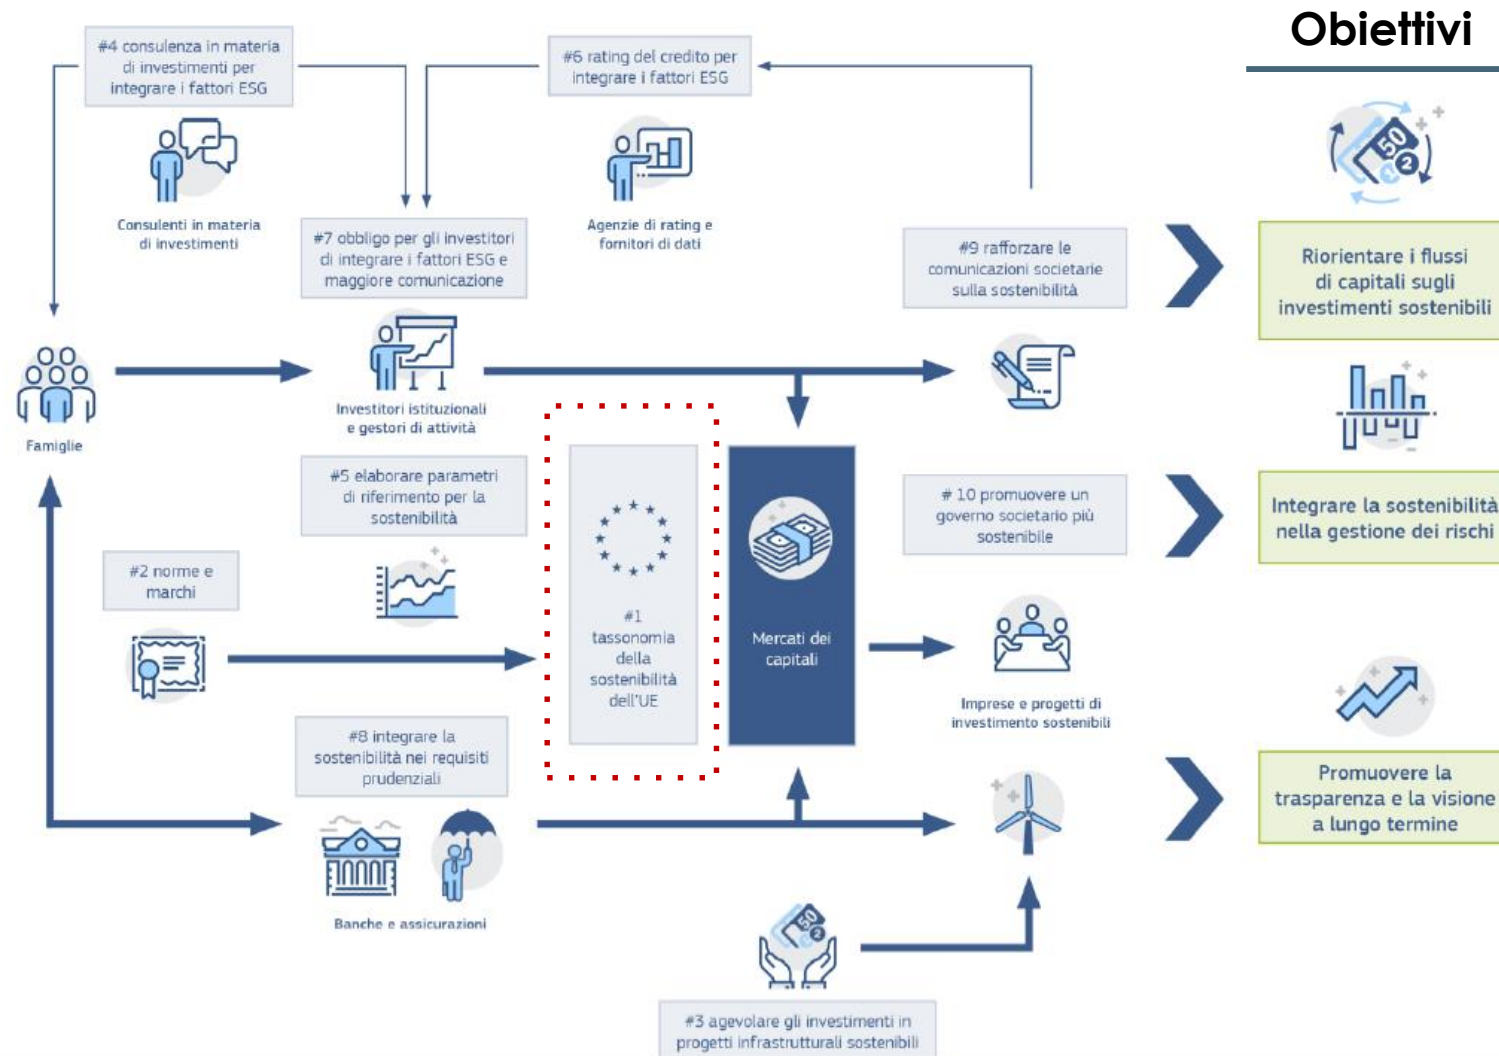 Obiettivi
#4 consulenza in materia
di investimenti per
integrare i fattori ESG
#6 rating del credito per
integrare i fattori ESG
Consulenti in materia
di investimenti
Agenzie di rating e
fornitori di dati
#7 obbligo per gli investitori
di integrare i fattori ESG e
maggiore comunicazione
#9 rafforzare le
comunicazioni societarie
sulla sostenibilità
50
2
Riorientare i flussi
di capitali sugli
investimenti sostenibili
Famiglie
Investitori istituzionali
e gestori di attività
#5 elaborare parametri
di riferimento per la
sostenibilità
# 10 promuovere un
governo societario più
sostenibile
Integrare la sostenibilità
nella gestione dei rischi
#2 norme e
marchi
#1
tassonomia
della
sostenibilità
dell'UE
Mercati dei
capitali
Imprese e progetti di
investimento sostenibili
#8 integrare la
sostenibilità nei requisiti
prudenziali
Promuovere la
trasparenza e la visione
a lungo termine
Banche e assicurazioni
50
2
#3 agevolare gli investimenti in
progetti infrastrutturali sostenibili